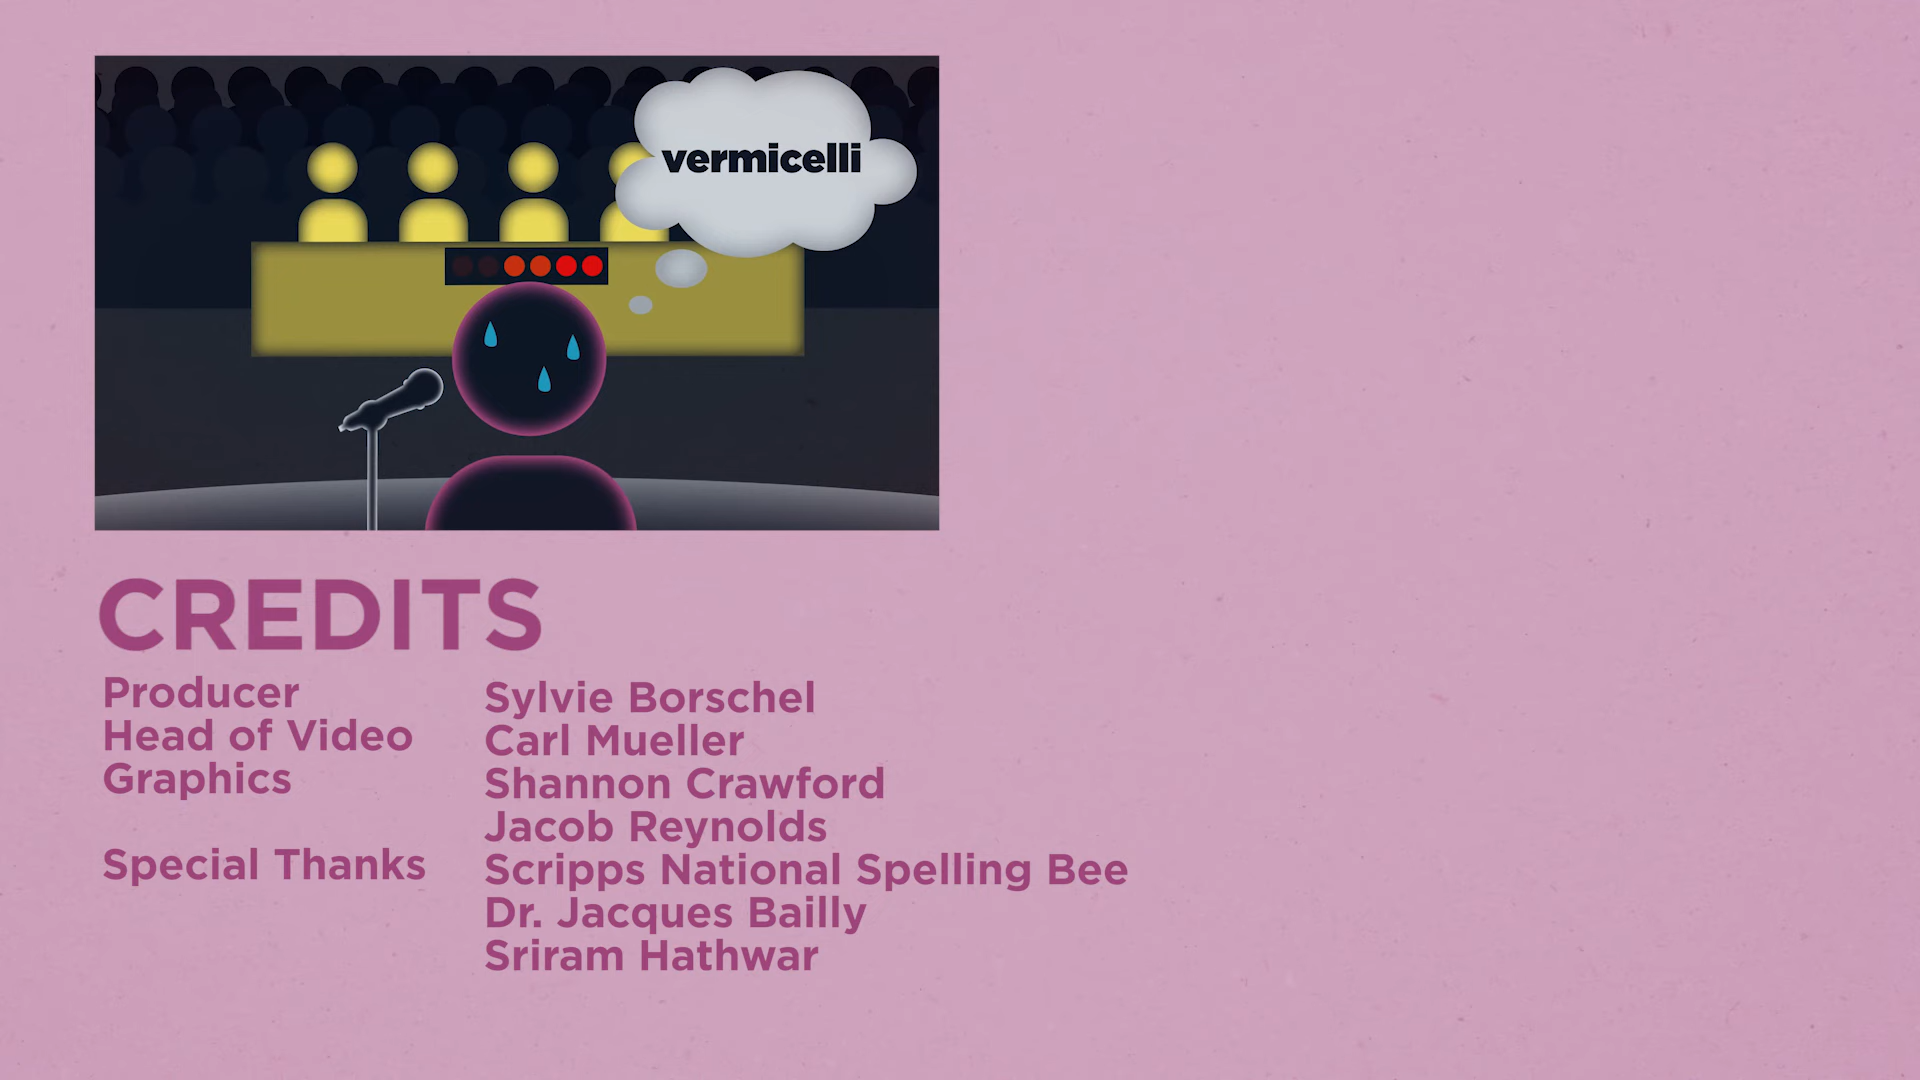 vermicelli
CREDITS
Producer Sylvie Borschel
Head of Video Carl Mueller
Graphics Shannon Crawford
Jacob Reynolds
Special Thanks Scripps National Spelling Bee
Dr. Jacques Bailly
Sriram Hathwar